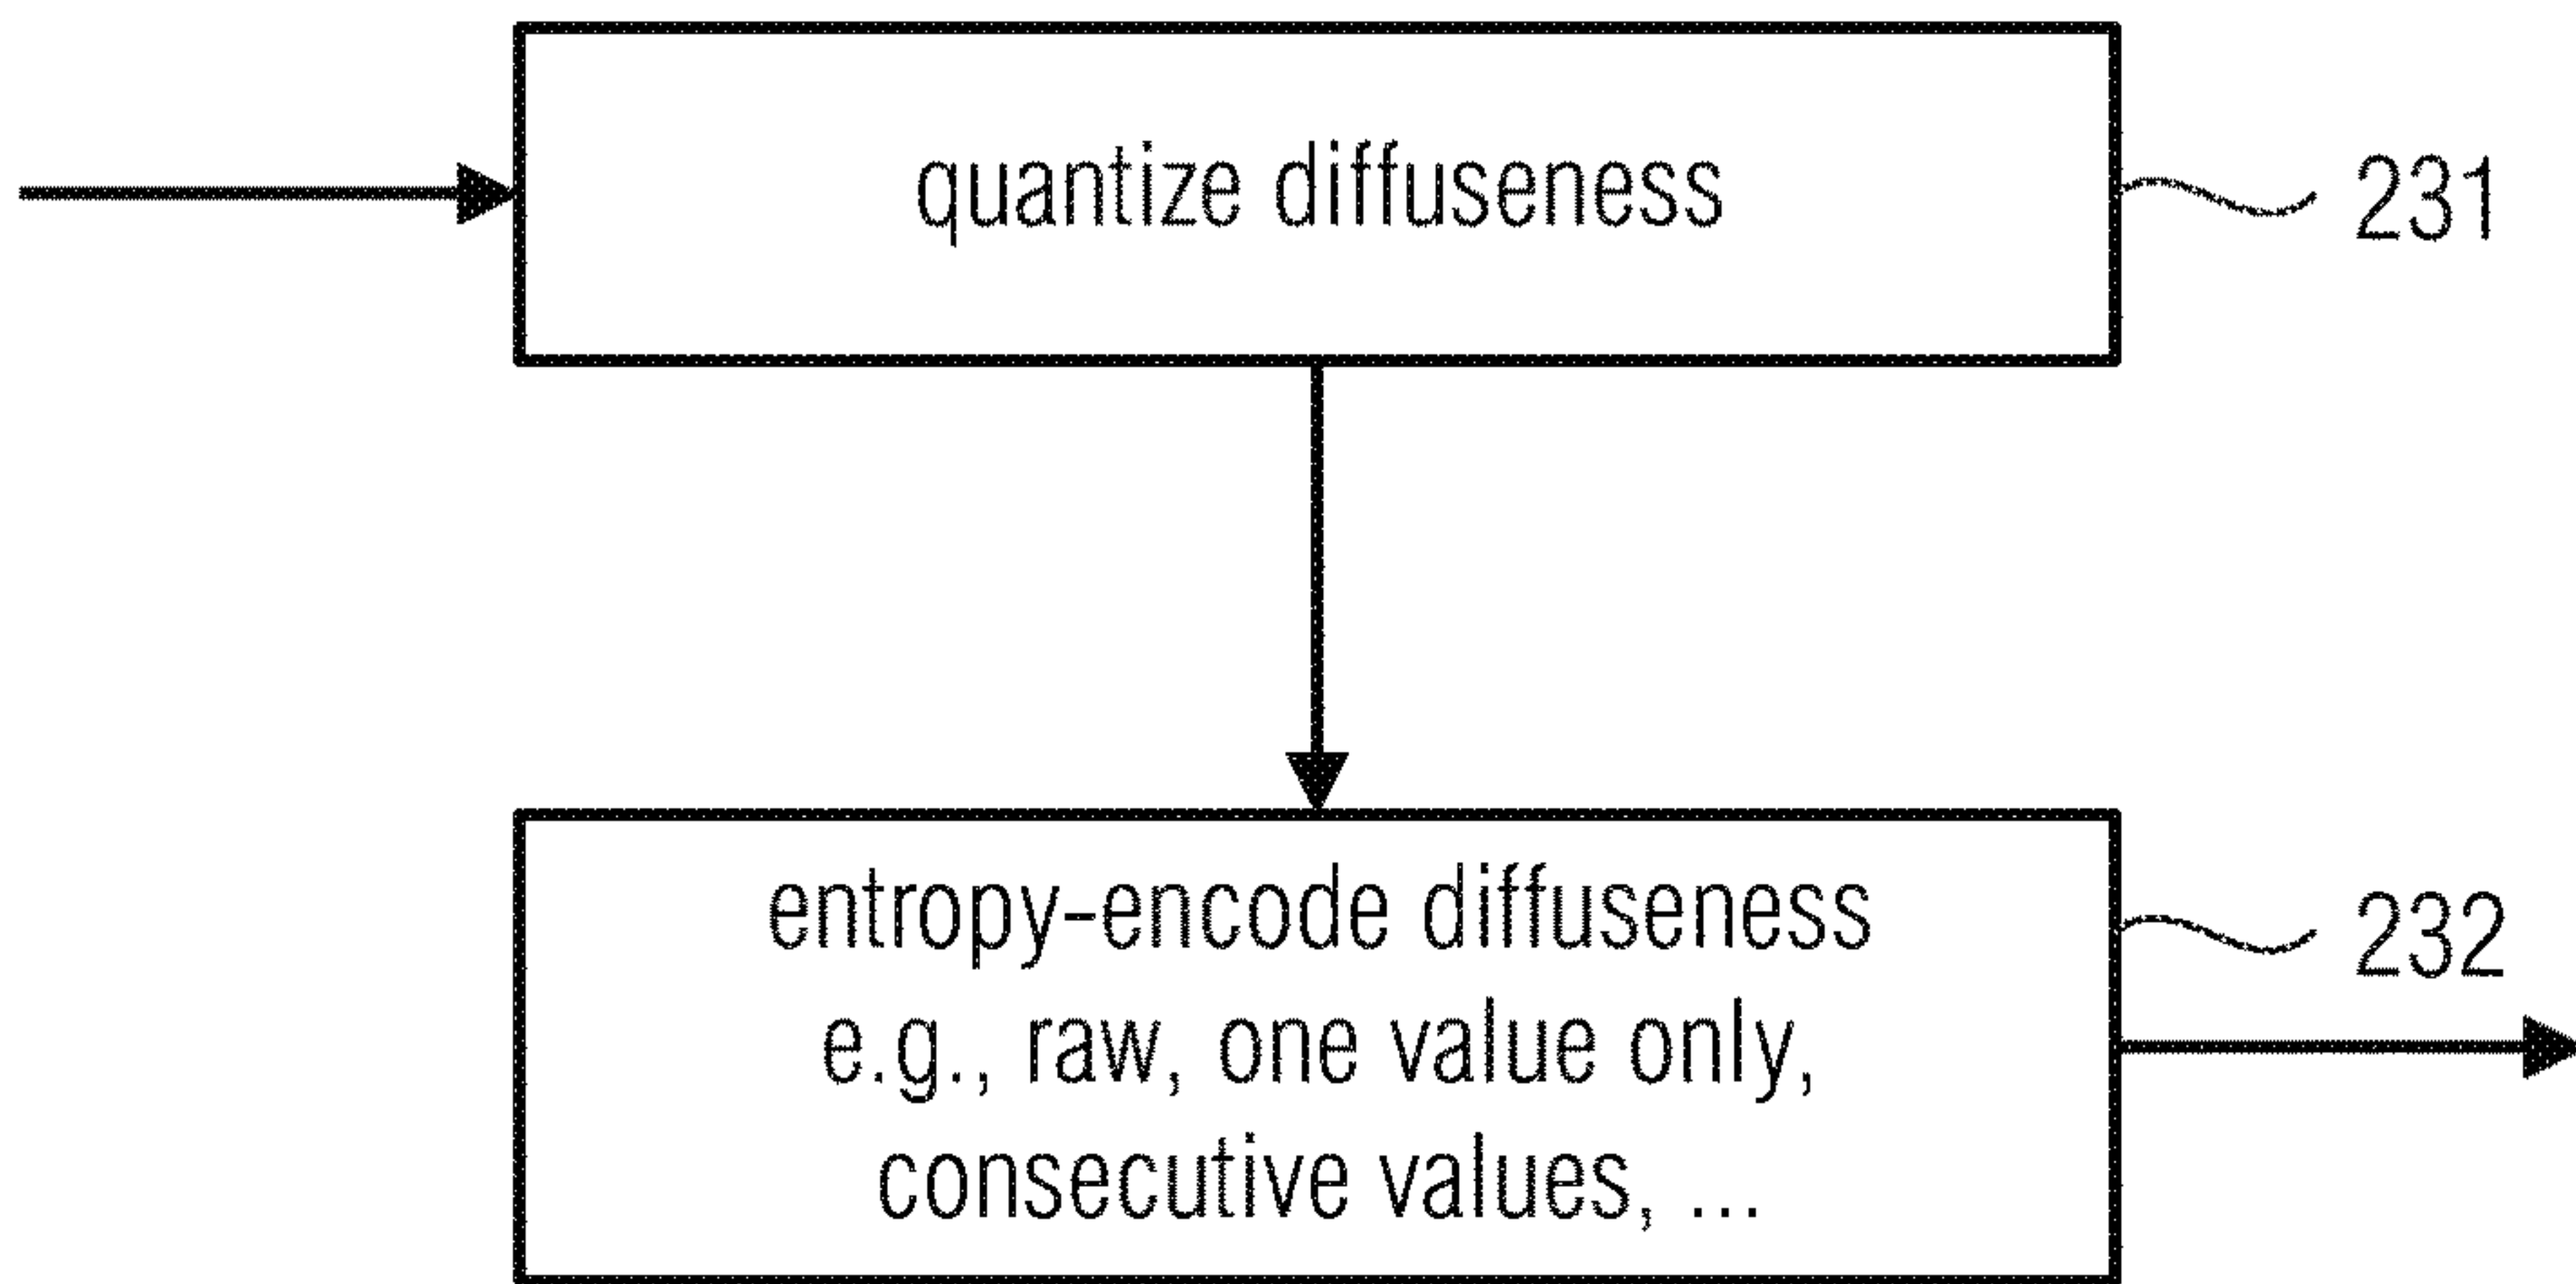 quantize diffuseness
231
entropy-encode diffuseness
232
e.g., raw, one value only,
consecutive values, ...